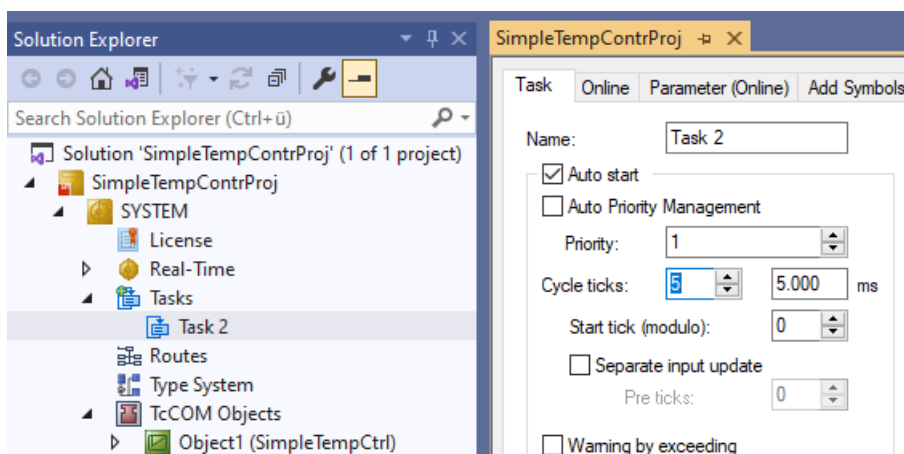 Solution Explorer
Search Solution Explorer (Ctrl+ü)
Solution 'SimpleTempContrProj' (1 of 1 project)
SimpleTempContrProj
SYSTEM
License
Real-Time
Tasks
Task 2
Routes
Type System
TcCOM Objects
Object1 (SimpleTempCtrl)
SimpleTempContrProj
Task Online Parameter (Online) Add Symbols
Name: Task 2
Auto start
Auto Priority Management
Priority: 1
Cycle ticks: 5 5.000 ms
Start tick (modulo): 0
Separate input update
Pre ticks: 0
Warning by exceeding